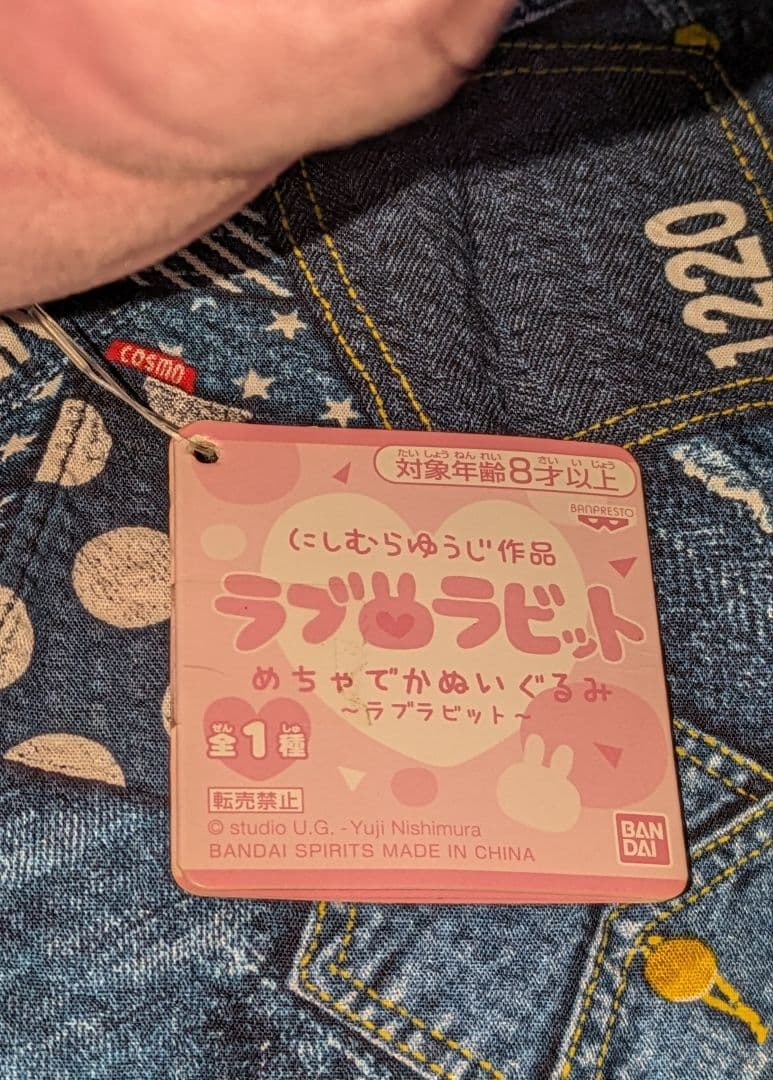 1220
COSMO
たいしょうねんれい さい いじょう
対象年齢8才以上
BANPRESTO
にしむらゆうじ作品
ラブラビット
めちゃでかぬいぐるみ
～ラブラビット～
ぜん しゅ
全1種
転売禁止
© studio U.G. - Yuji Nishimura
BANDAI SPIRITS MADE IN CHINA
BAN
DAI